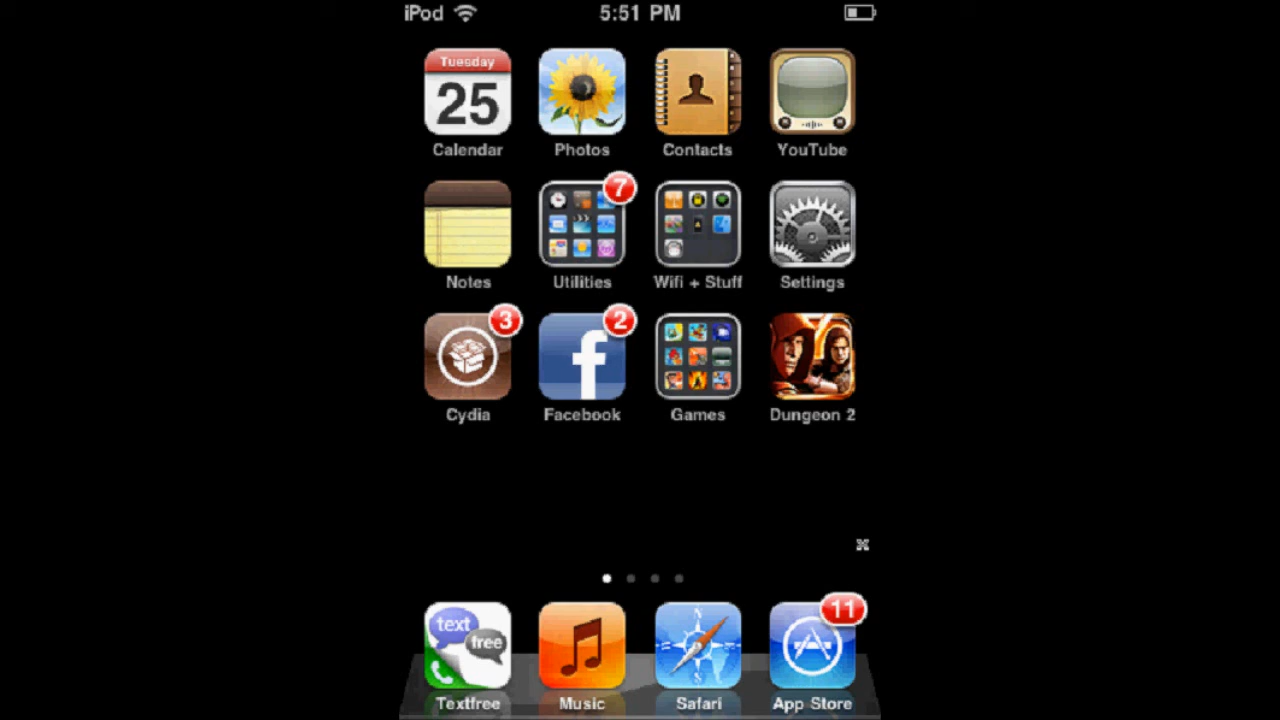 iPod 5:51 PM
Tuesday
25
Calendar Photos Contacts YouTube
7
Notes Utilities Wifi + Stuff Settings
3 2
f
Cydia Facebook Games Dungeon 2
11
text
free
N
S
Textfree Music Safari App Store